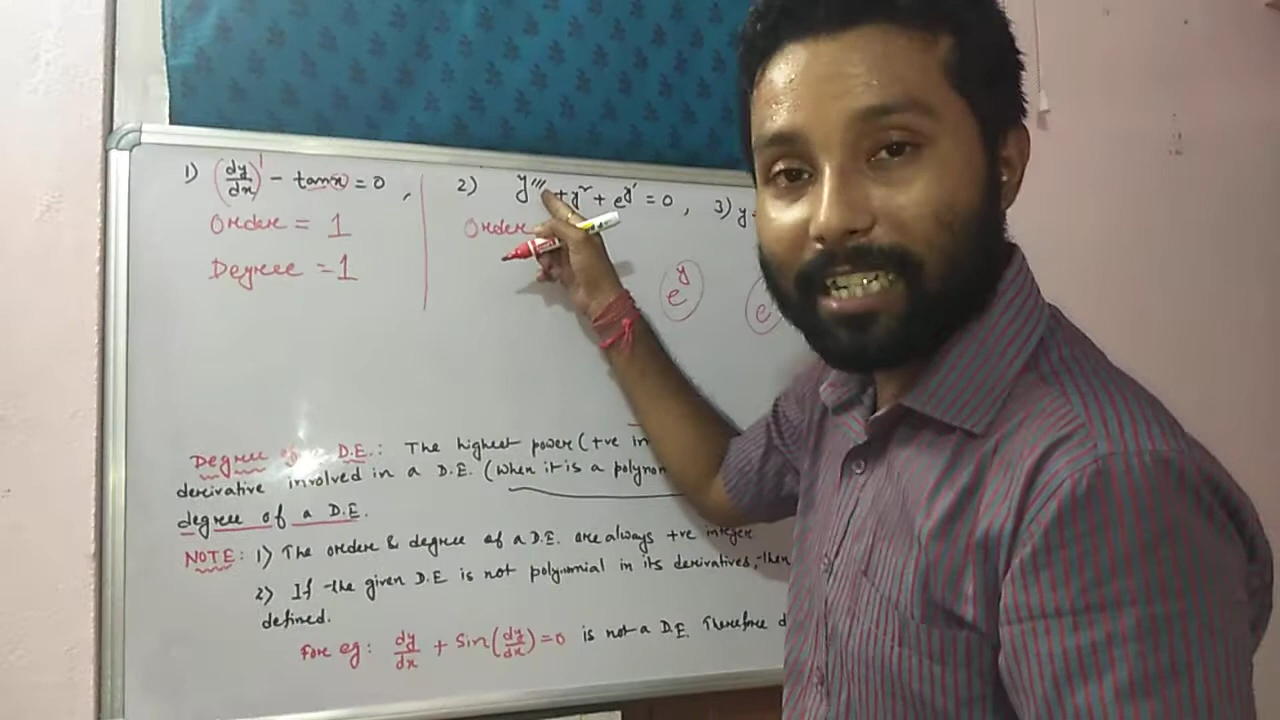 1) (dy/dx)¹ - tan x = 0 ,
Order = 1
Degree = 1
2) y''' + y² + e^y' = 0 , 3) y
Order
e^y
e
Degree of a D.E.: The highest power (+ve in
derivative involved in a D.E. (when it is a polynom
degree of a D.E.
NOTE: 1) The order & degree of a D.E. are always +ve integer
2) If the given D.E is not polynomial in its derivatives, then
defined.
For eg: dy/dx + Sin(dy/dx) = 0 is not a D.E. Therefore d